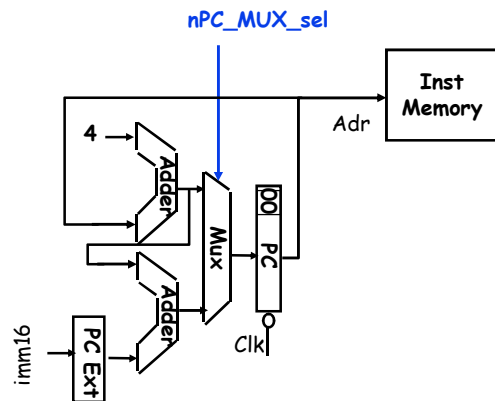 nPC_MUX_sel
Inst
Memory
Adr
4
Adder
Mux
00
PC
Adder
Clk
imm16
PC Ext